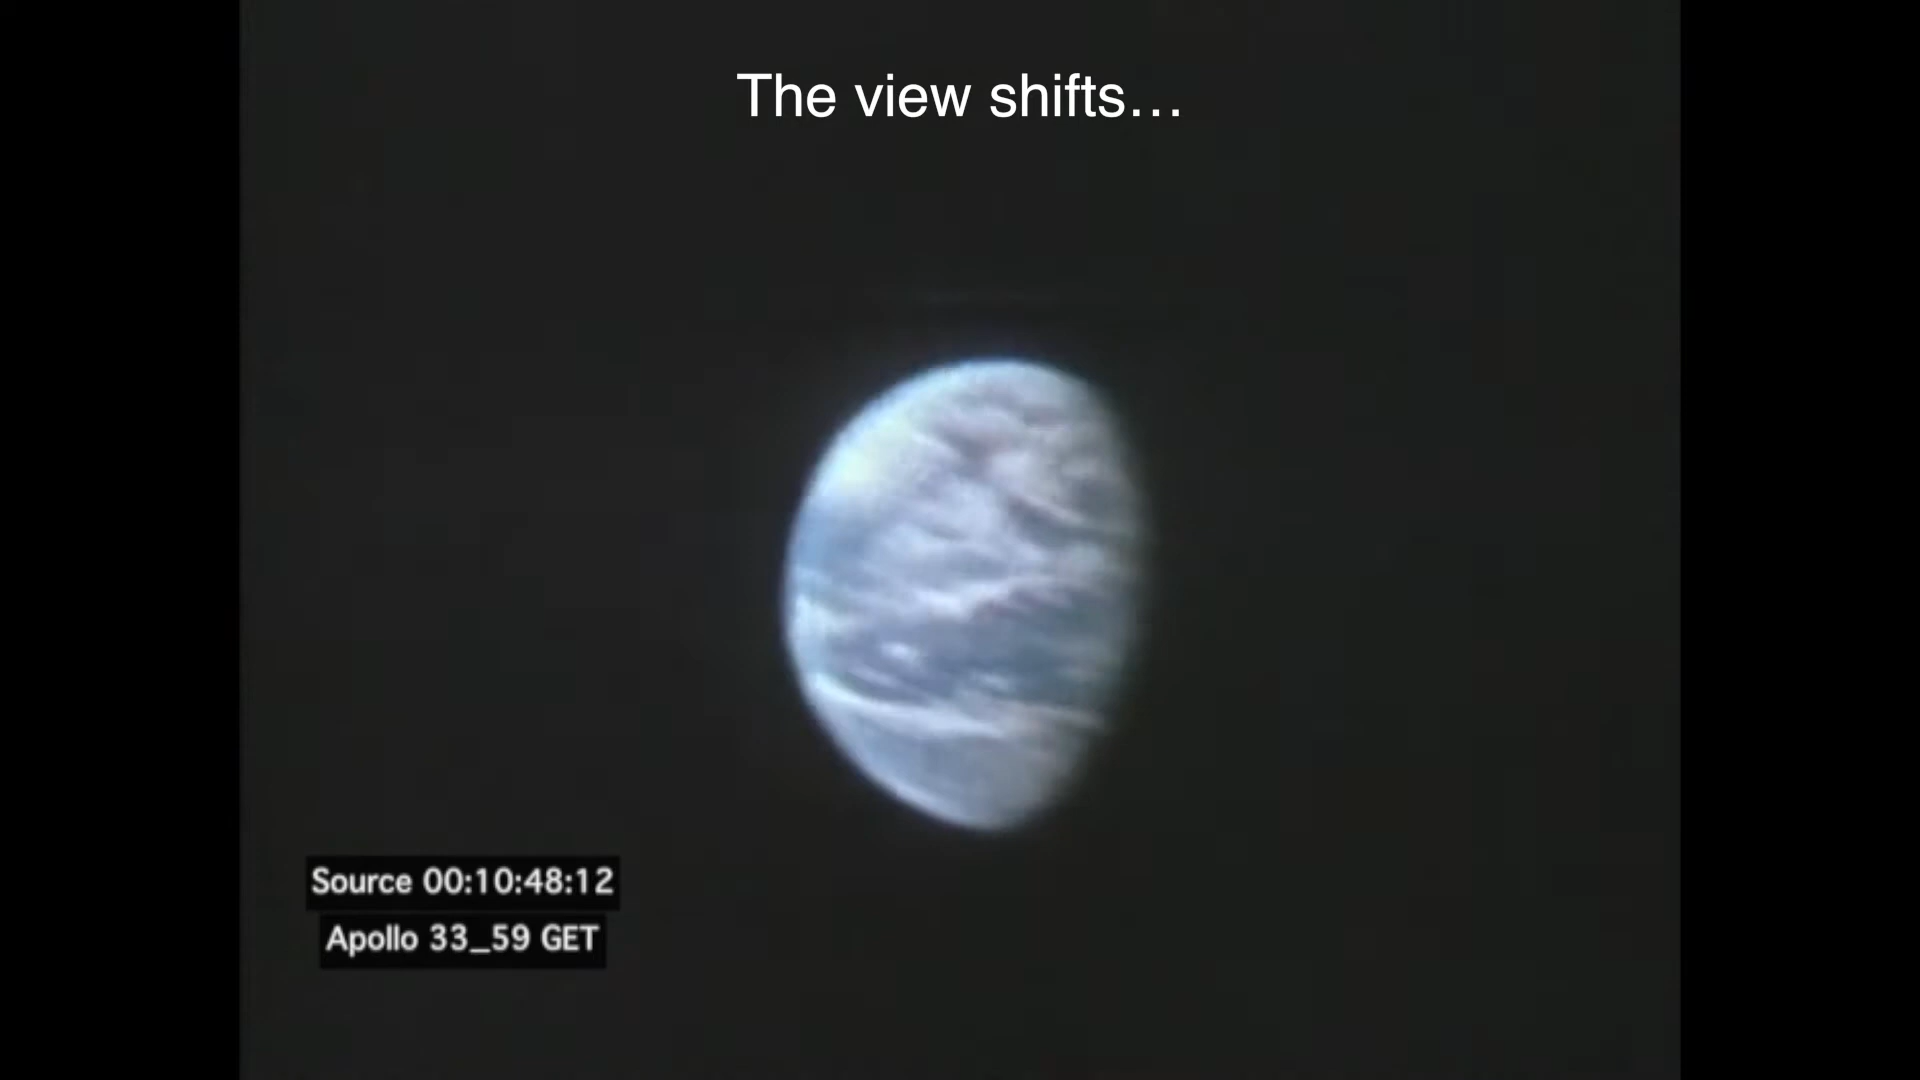 The view shifts…
Source 00:10:48:12
Apollo 33_59 GET